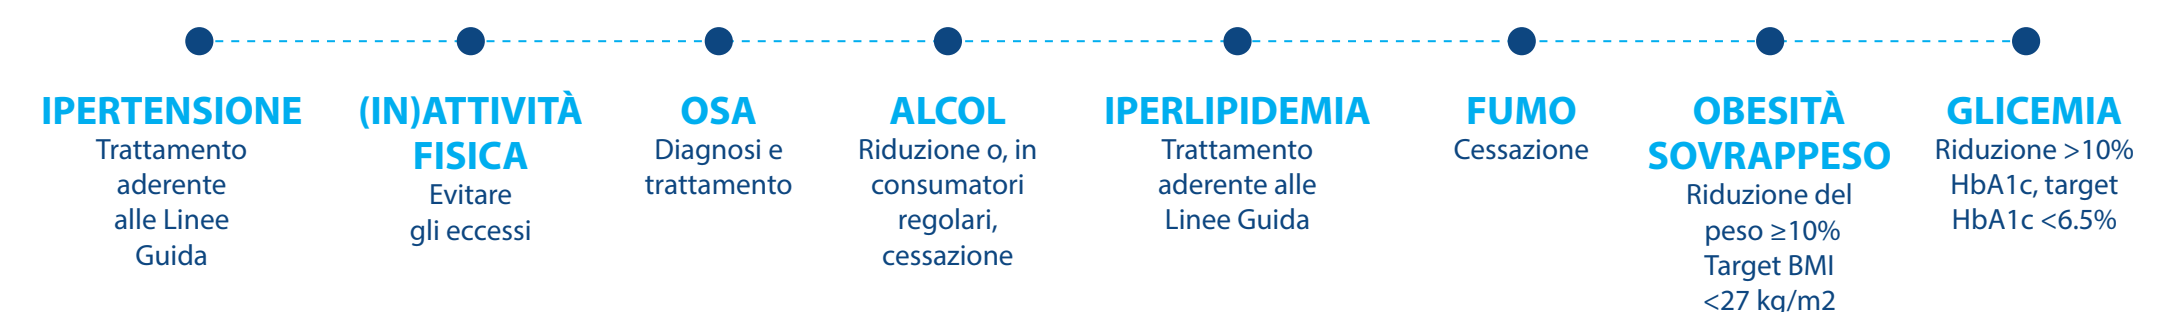 IPERTENSIONE
Trattamento
aderente
alle Linee
Guida
(IN)ATTIVITÀ
FISICA
Evitare
gli eccessi
OSA
Diagnosi e
trattamento
ALCOL
Riduzione o, in
consumatori
regolari,
cessazione
IPERLIPIDEMIA
Trattamento
aderente alle
Linee Guida
FUMO
Cessazione
OBESITÀ
SOVRAPPESO
Riduzione del
peso ≥10%
Target BMI
<27 kg/m2
GLICEMIA
Riduzione >10%
HbA1c, target
HbA1c <6.5%